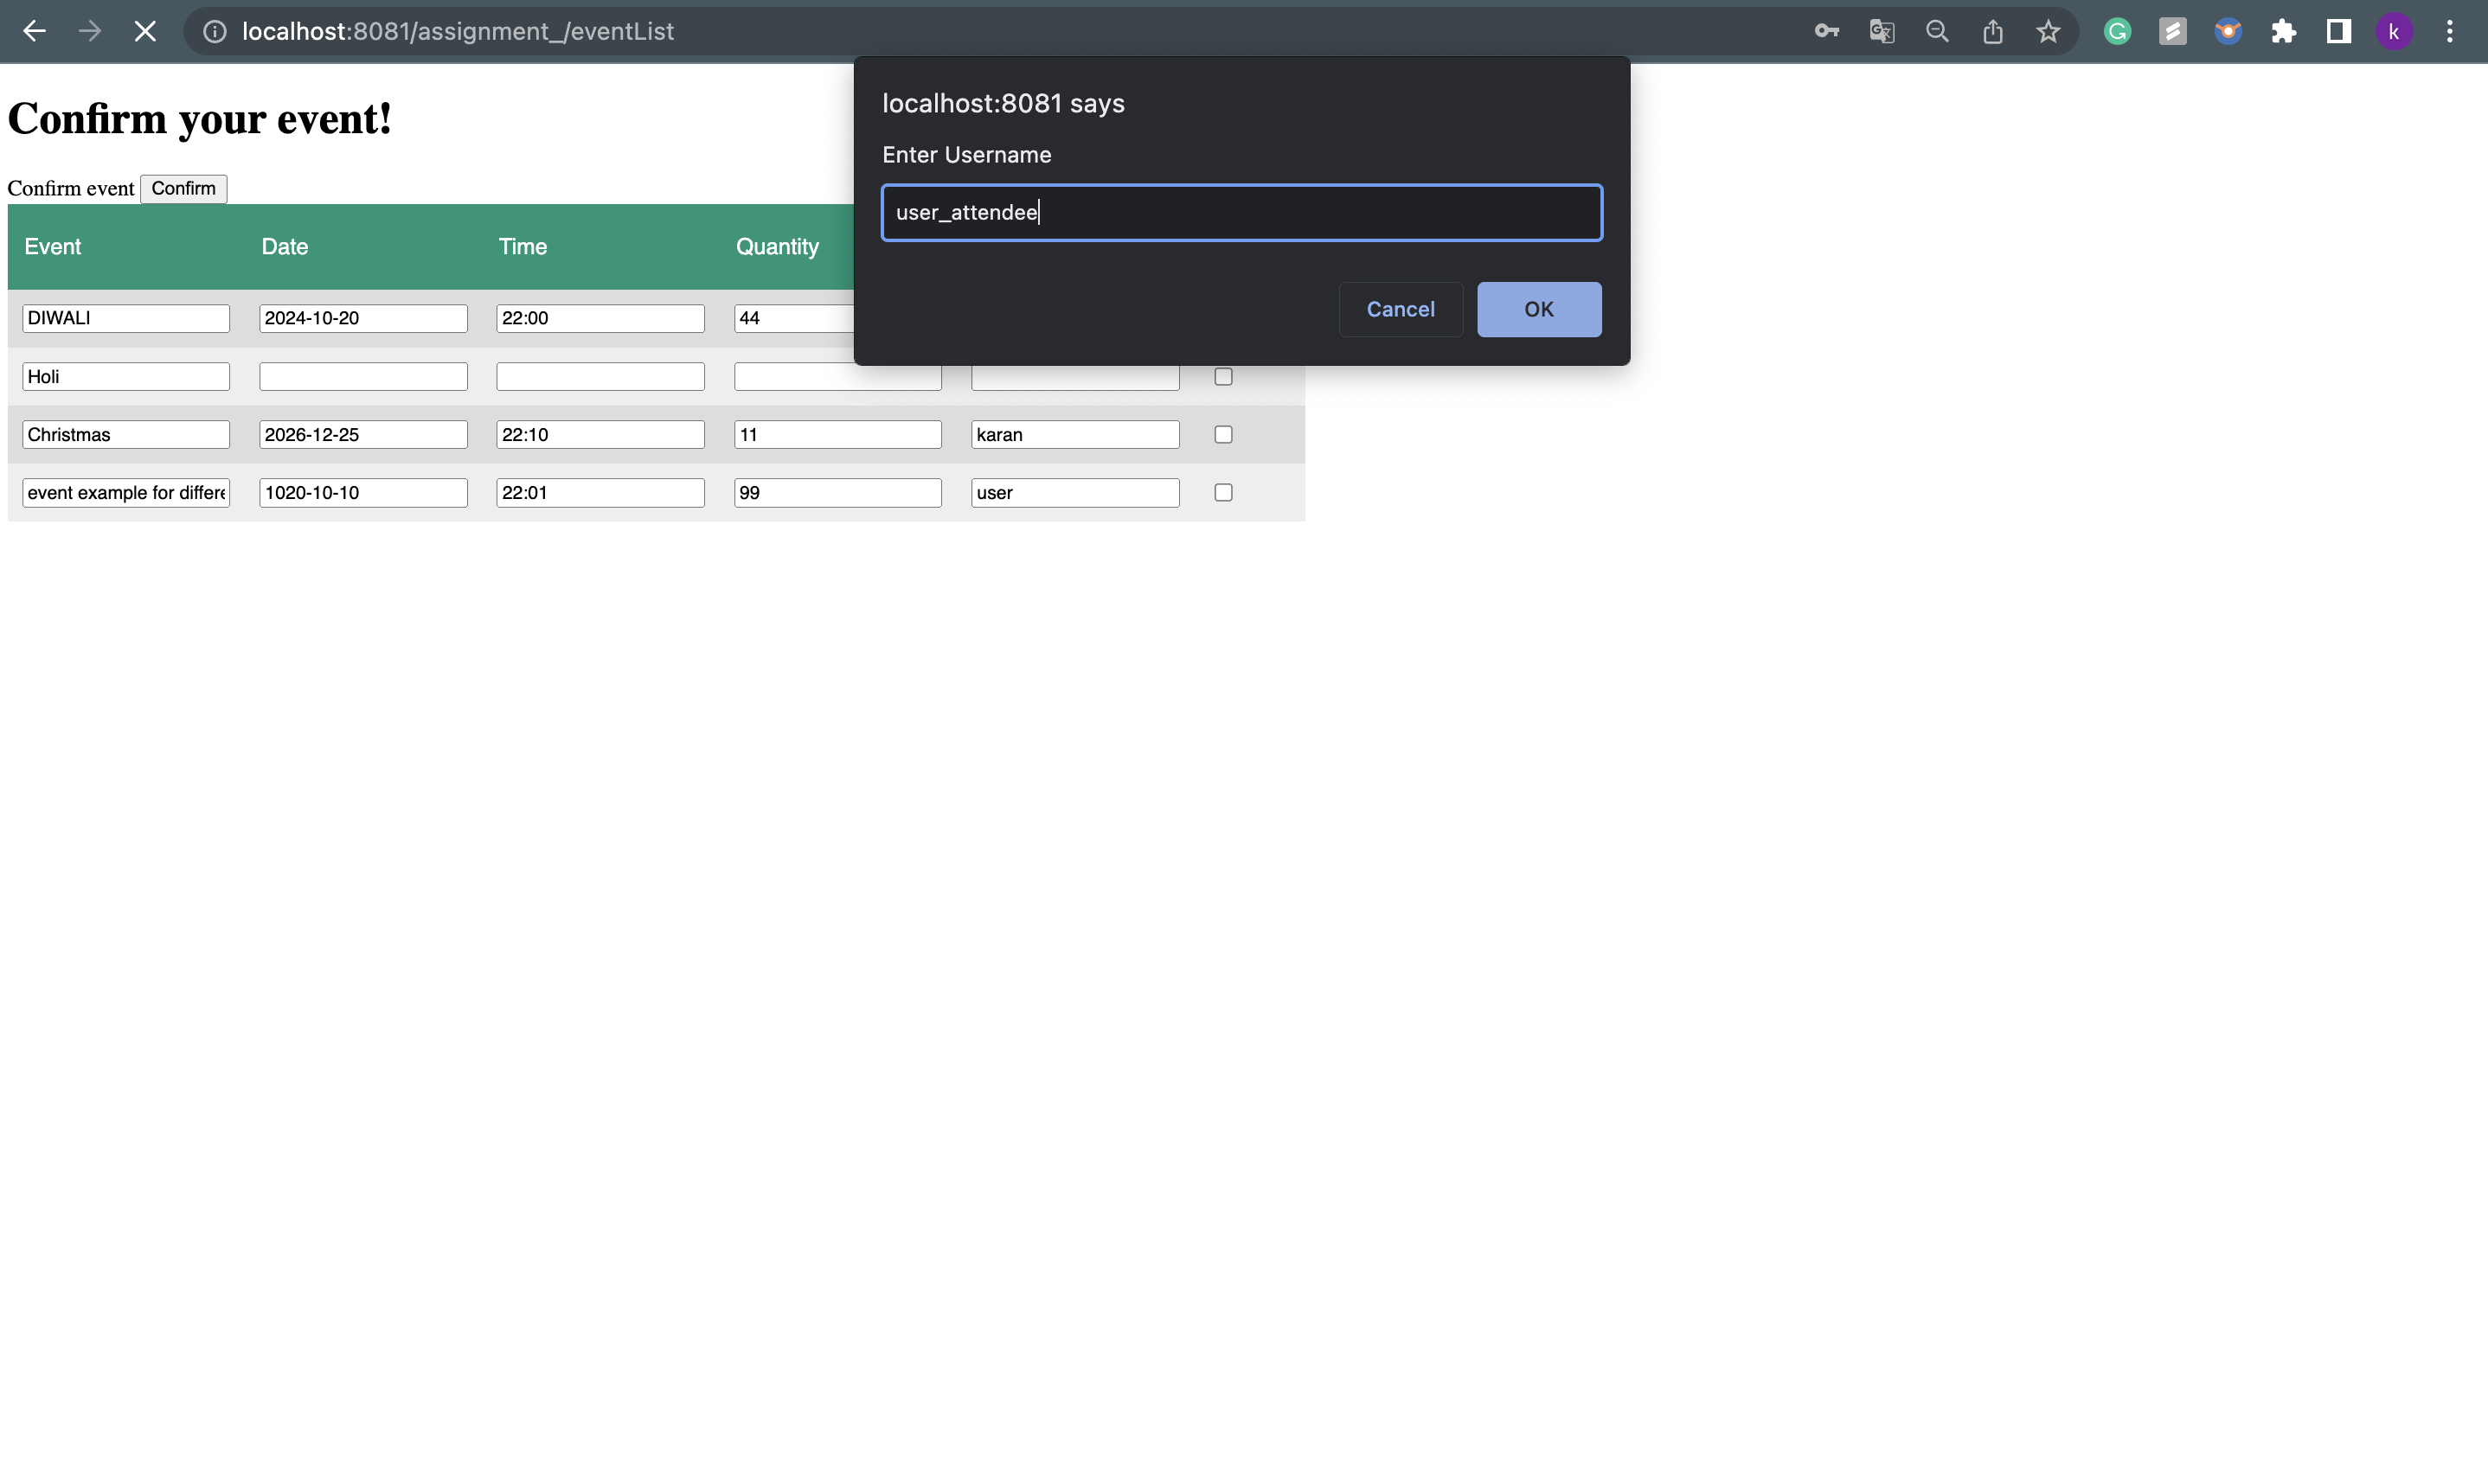 localhost:8081/assignment_/eventList
k
localhost:8081 says
Enter Username
user_attendee
Cancel OK
Confirm your event!
Confirm event Confirm
Event Date Time Quantity
DIWALI 2024-10-20 22:00 44
Holi
Christmas 2026-12-25 22:10 11 karan
event example for differe 1020-10-10 22:01 99 user